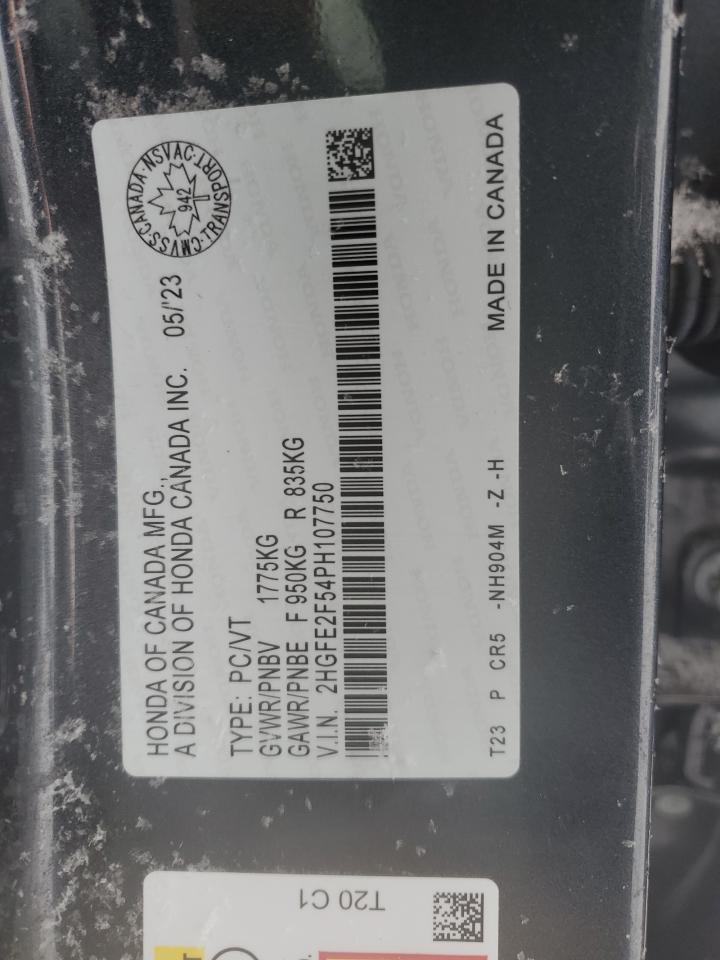 HONDA OF CANADA MFG.,
A DIVISION OF HONDA CANADA INC. 05/'23
CMVSS·CANADA·NSVAC·TRANSPORT·
942
TYPE: PC/VT
GVWR/PNBV 1775KG
GAWR/PNBE F 950KG R 835KG
V.I.N. 2HGFE2F54PH107750
T23 P CR5 -NH904M -Z -H MADE IN CANADA
T20 C1